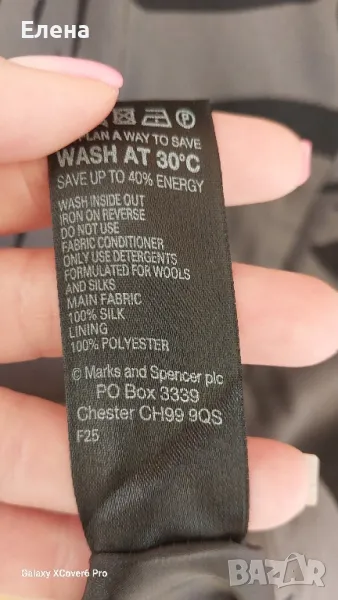 Елена
PLAN A WAY TO SAVE
WASH AT 30°C
SAVE UP TO 40% ENERGY
WASH INSIDE OUT
IRON ON REVERSE
DO NOT USE
FABRIC CONDITIONER
ONLY USE DETERGENTS
FORMULATED FOR WOOLS
AND SILKS
MAIN FABRIC
100% SILK
LINING
100% POLYESTER
© Marks and Spencer plc
PO Box 3339
Chester CH99 9QS
F25
Galaxy XCover6 Pro
BAZAR